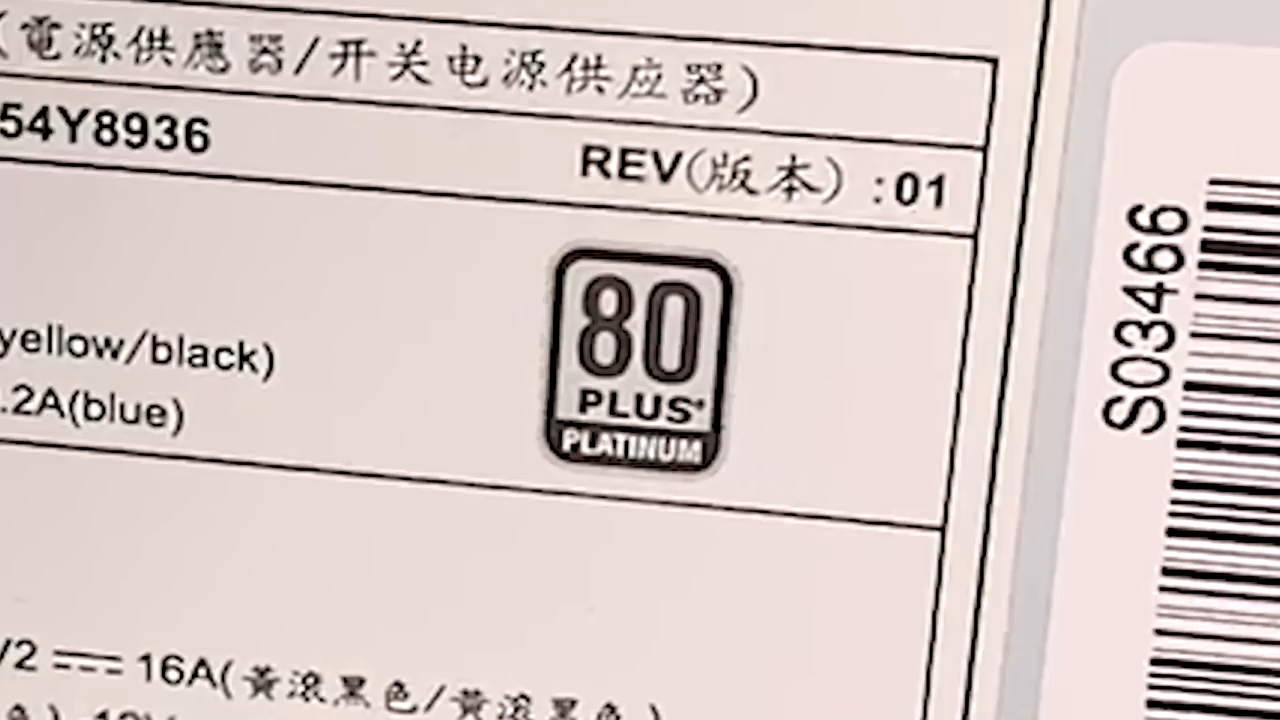 (電源供應器/开关电源供应器)
54Y8936
REV(版本) :01
yellow/black)
.2A(blue)
80
PLUS
PLATINUM
V2 ⎓ 16A(黃滾黑色/黃滾黑色)
S03466